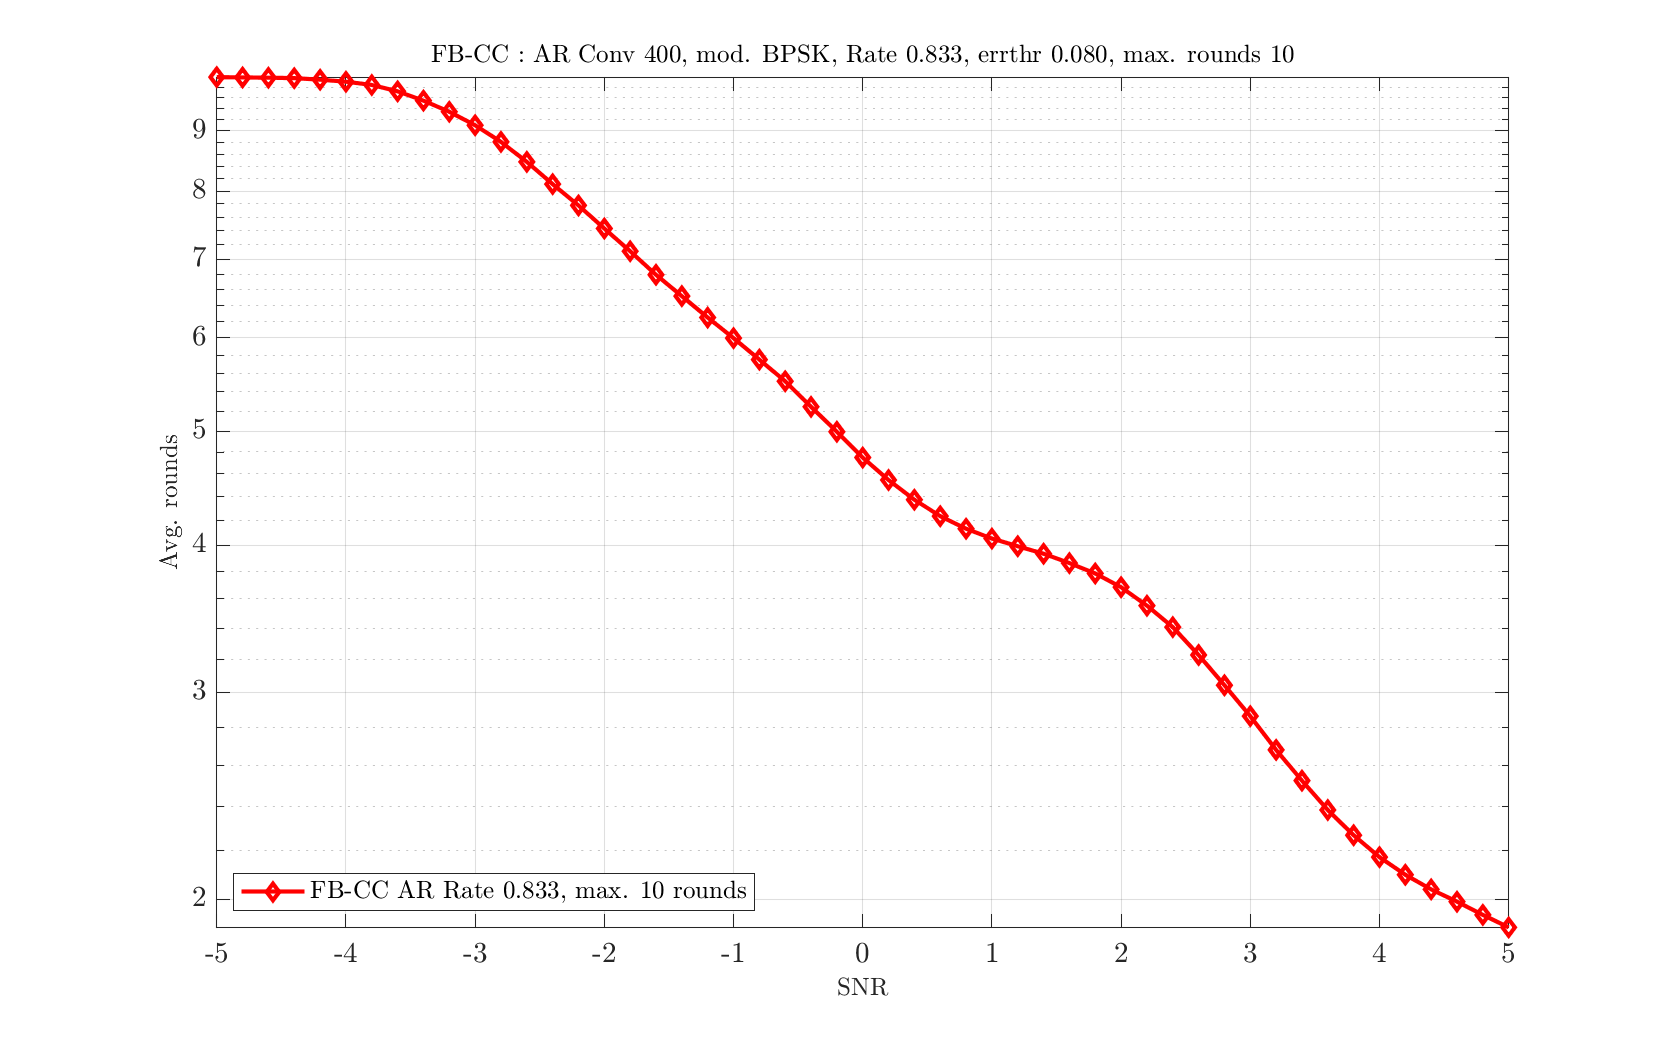 FB-CC : AR Conv 400, mod. BPSK, Rate 0.833, errthr 0.080, max. rounds 10
9
8
7
6
5
4
3
2
Avg. rounds
FB-CC AR Rate 0.833, max. 10 rounds
-5 -4 -3 -2 -1 0 1 2 3 4 5
SNR